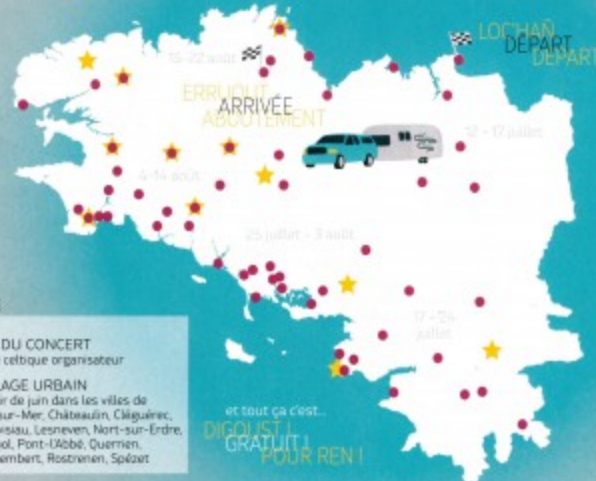 LOC'HAÑ
DÉPART
DEPART
15-22 août
ERRUOUT
ARRIVÉE
ABOUTEMENT
12 - 17 juillet
4-14 août
25 juillet - 3 août
17 - 24
juillet
DU CONCERT
celtique organisateur
AGE URBAIN
ir de juin dans les villes de
sur-Mer, Châteaulin, Cléguérec,
isiau, Lesneven, Nort-sur-Erdre,
ol, Pont-l'Abbé, Querrien,
embert, Rostrenen, Spézet
et tout ça c'est...
DIGOUST !
GRATUIT !
POUR REN !